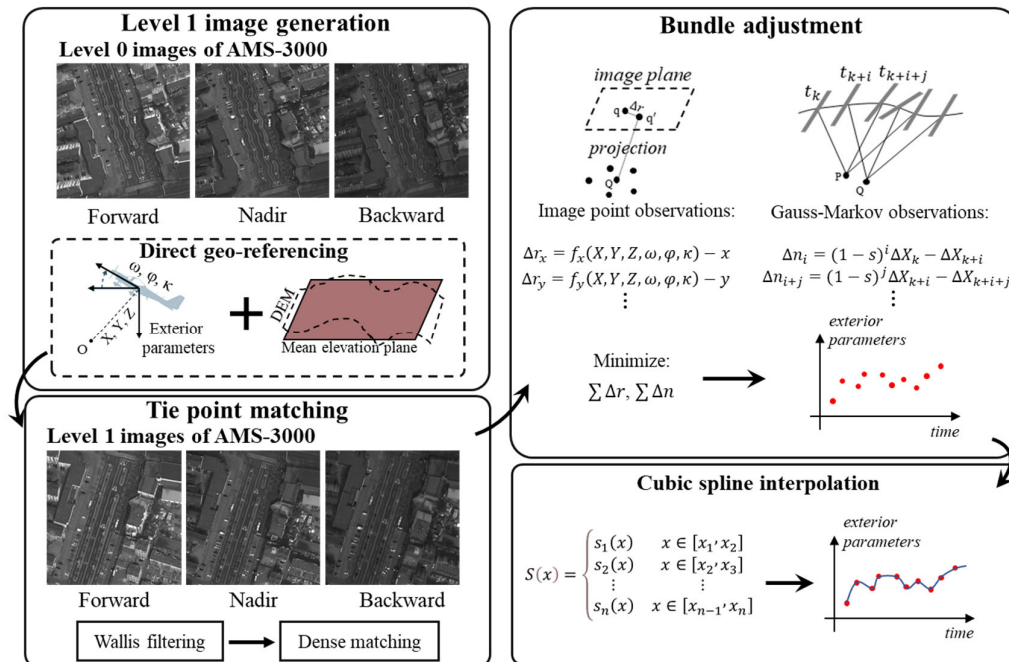 Level 1 image generation
Level 0 images of AMS-3000
Forward Nadir Backward
Direct geo-referencing
ω, φ, κ
X, Y, Z
O
Exterior
parameters
+
DEM
Mean elevation plane
Tie point matching
Level 1 images of AMS-3000
Forward Nadir Backward
Wallis filtering
Dense matching
Bundle adjustment
image plane
q Δr q'
projection
Q
Image point observations:
Δr_x = f_x(X, Y, Z, ω, φ, κ) − x
Δr_y = f_y(X, Y, Z, ω, φ, κ) − y
⋮
t_k t_{k+i} t_{k+i+j}
P Q
Gauss-Markov observations:
Δn_i = (1 − s)^i ΔX_k − ΔX_{k+i}
Δn_{i+j} = (1 − s)^j ΔX_{k+i} − ΔX_{k+i+j}
⋮
Minimize:
∑ Δr, ∑ Δn
exterior
parameters
time
Cubic spline interpolation
S(x) = { s_1(x) x ∈ [x_1, x_2]
s_2(x) x ∈ [x_2, x_3]
⋮ ⋮
s_n(x) x ∈ [x_{n−1}, x_n]
exterior
parameters
time